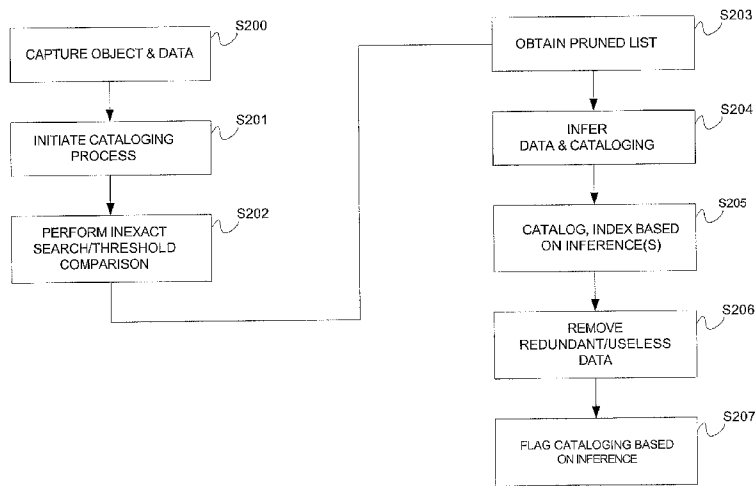 S200
CAPTURE OBJECT & DATA
S201
INITIATE CATALOGING
PROCESS
S202
PERFORM INEXACT
SEARCH/THRESHOLD
COMPARISON
S203
OBTAIN PRUNED LIST
S204
INFER
DATA & CATALOGING
S205
CATALOG, INDEX BASED
ON INFERENCE(S)
S206
REMOVE
REDUNDANT/USELESS
DATA
S207
FLAG CATALOGING BASED
ON INFERENCE